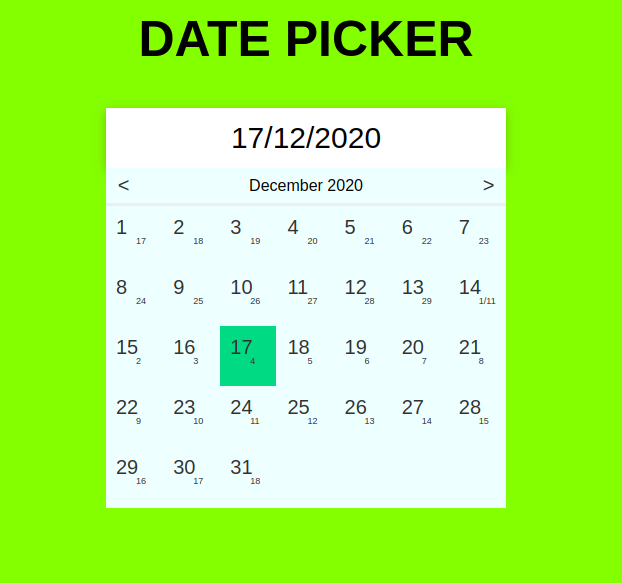 DATE PICKER
17/12/2020
< December 2020 >
1 17 2 18 3 19 4 20 5 21 6 22 7 23
8 24 9 25 10 26 11 27 12 28 13 29 14 1/11
15 2 16 3 17 4 18 5 19 6 20 7 21 8
22 9 23 10 24 11 25 12 26 13 27 14 28 15
29 16 30 17 31 18